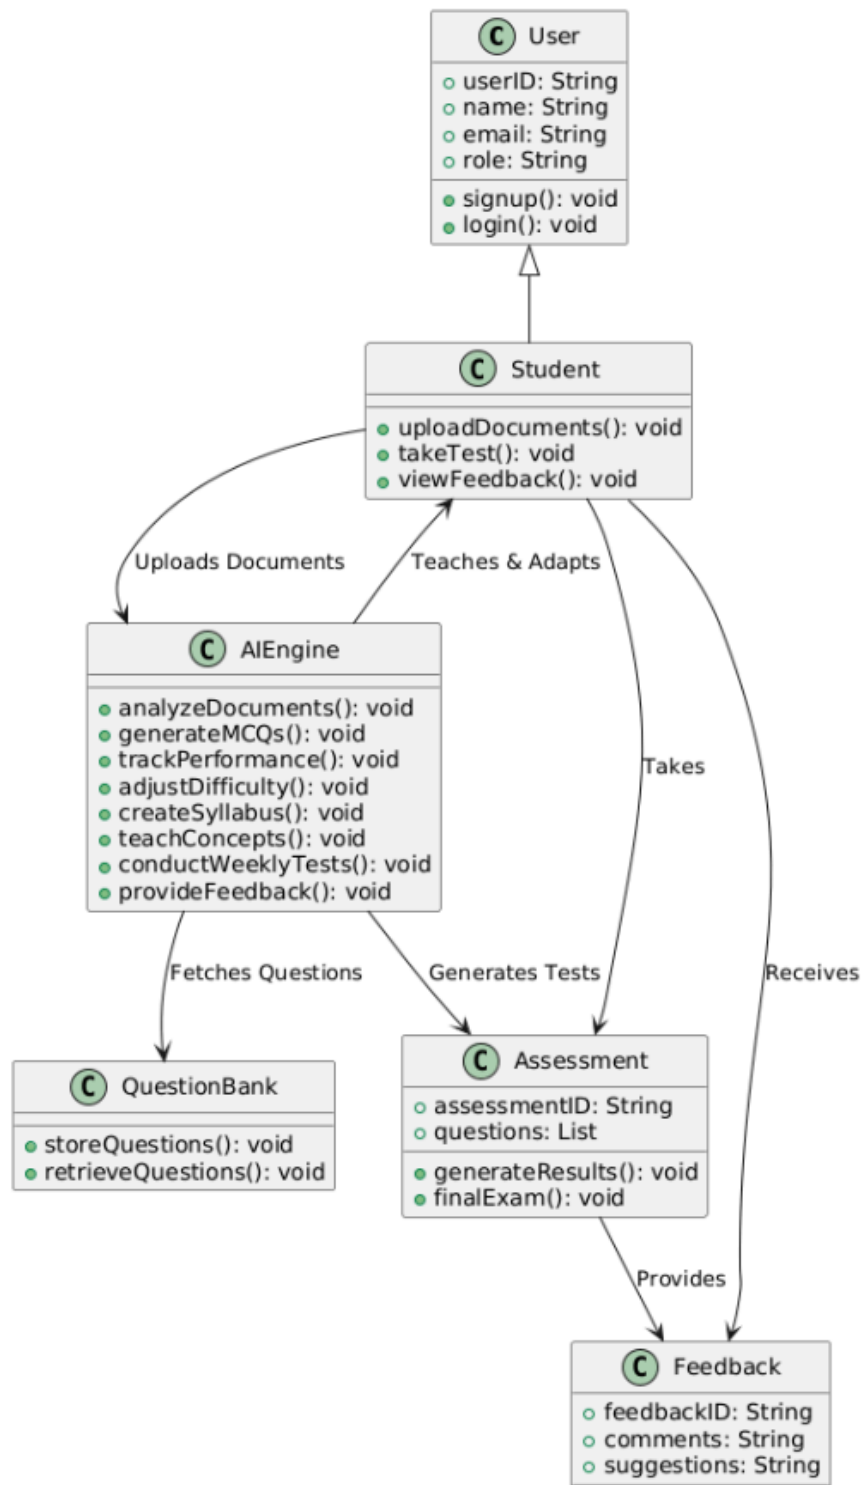 C User
userID: String
name: String
email: String
role: String
signup(): void
login(): void
C Student
uploadDocuments(): void
takeTest(): void
viewFeedback(): void
Uploads Documents
Teaches & Adapts
C AIEngine
analyzeDocuments(): void
generateMCQs(): void
trackPerformance(): void
adjustDifficulty(): void
createSyllabus(): void
teachConcepts(): void
conductWeeklyTests(): void
provideFeedback(): void
Takes
Fetches Questions
Generates Tests
Receives
C QuestionBank
storeQuestions(): void
retrieveQuestions(): void
C Assessment
assessmentID: String
questions: List
generateResults(): void
finalExam(): void
Provides
C Feedback
feedbackID: String
comments: String
suggestions: String